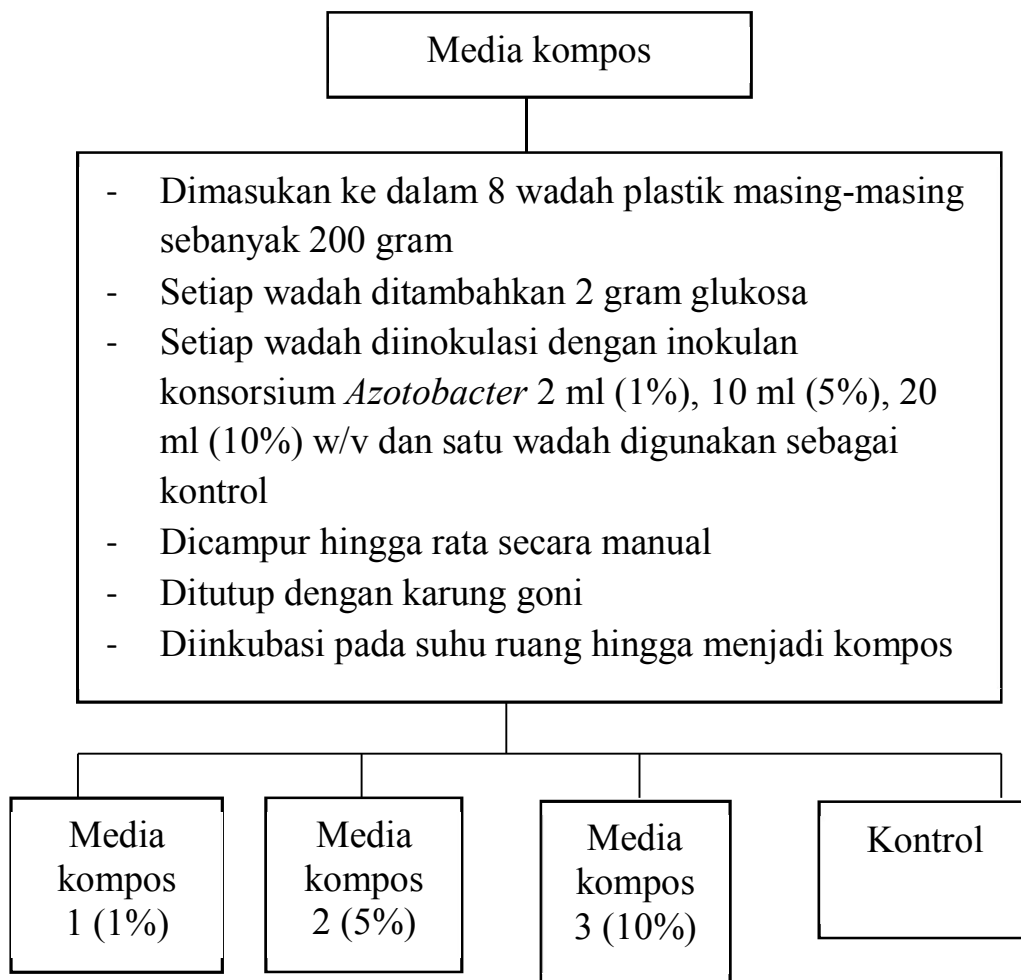 Media kompos
- Dimasukan ke dalam 8 wadah plastik masing-masing
sebanyak 200 gram
- Setiap wadah ditambahkan 2 gram glukosa
- Setiap wadah diinokulasi dengan inokulan
konsorsium Azotobacter 2 ml (1%), 10 ml (5%), 20
ml (10%) w/v dan satu wadah digunakan sebagai
kontrol
- Dicampur hingga rata secara manual
- Ditutup dengan karung goni
- Diinkubasi pada suhu ruang hingga menjadi kompos
Media
kompos
1 (1%)
Media
kompos
2 (5%)
Media
kompos
3 (10%)
Kontrol